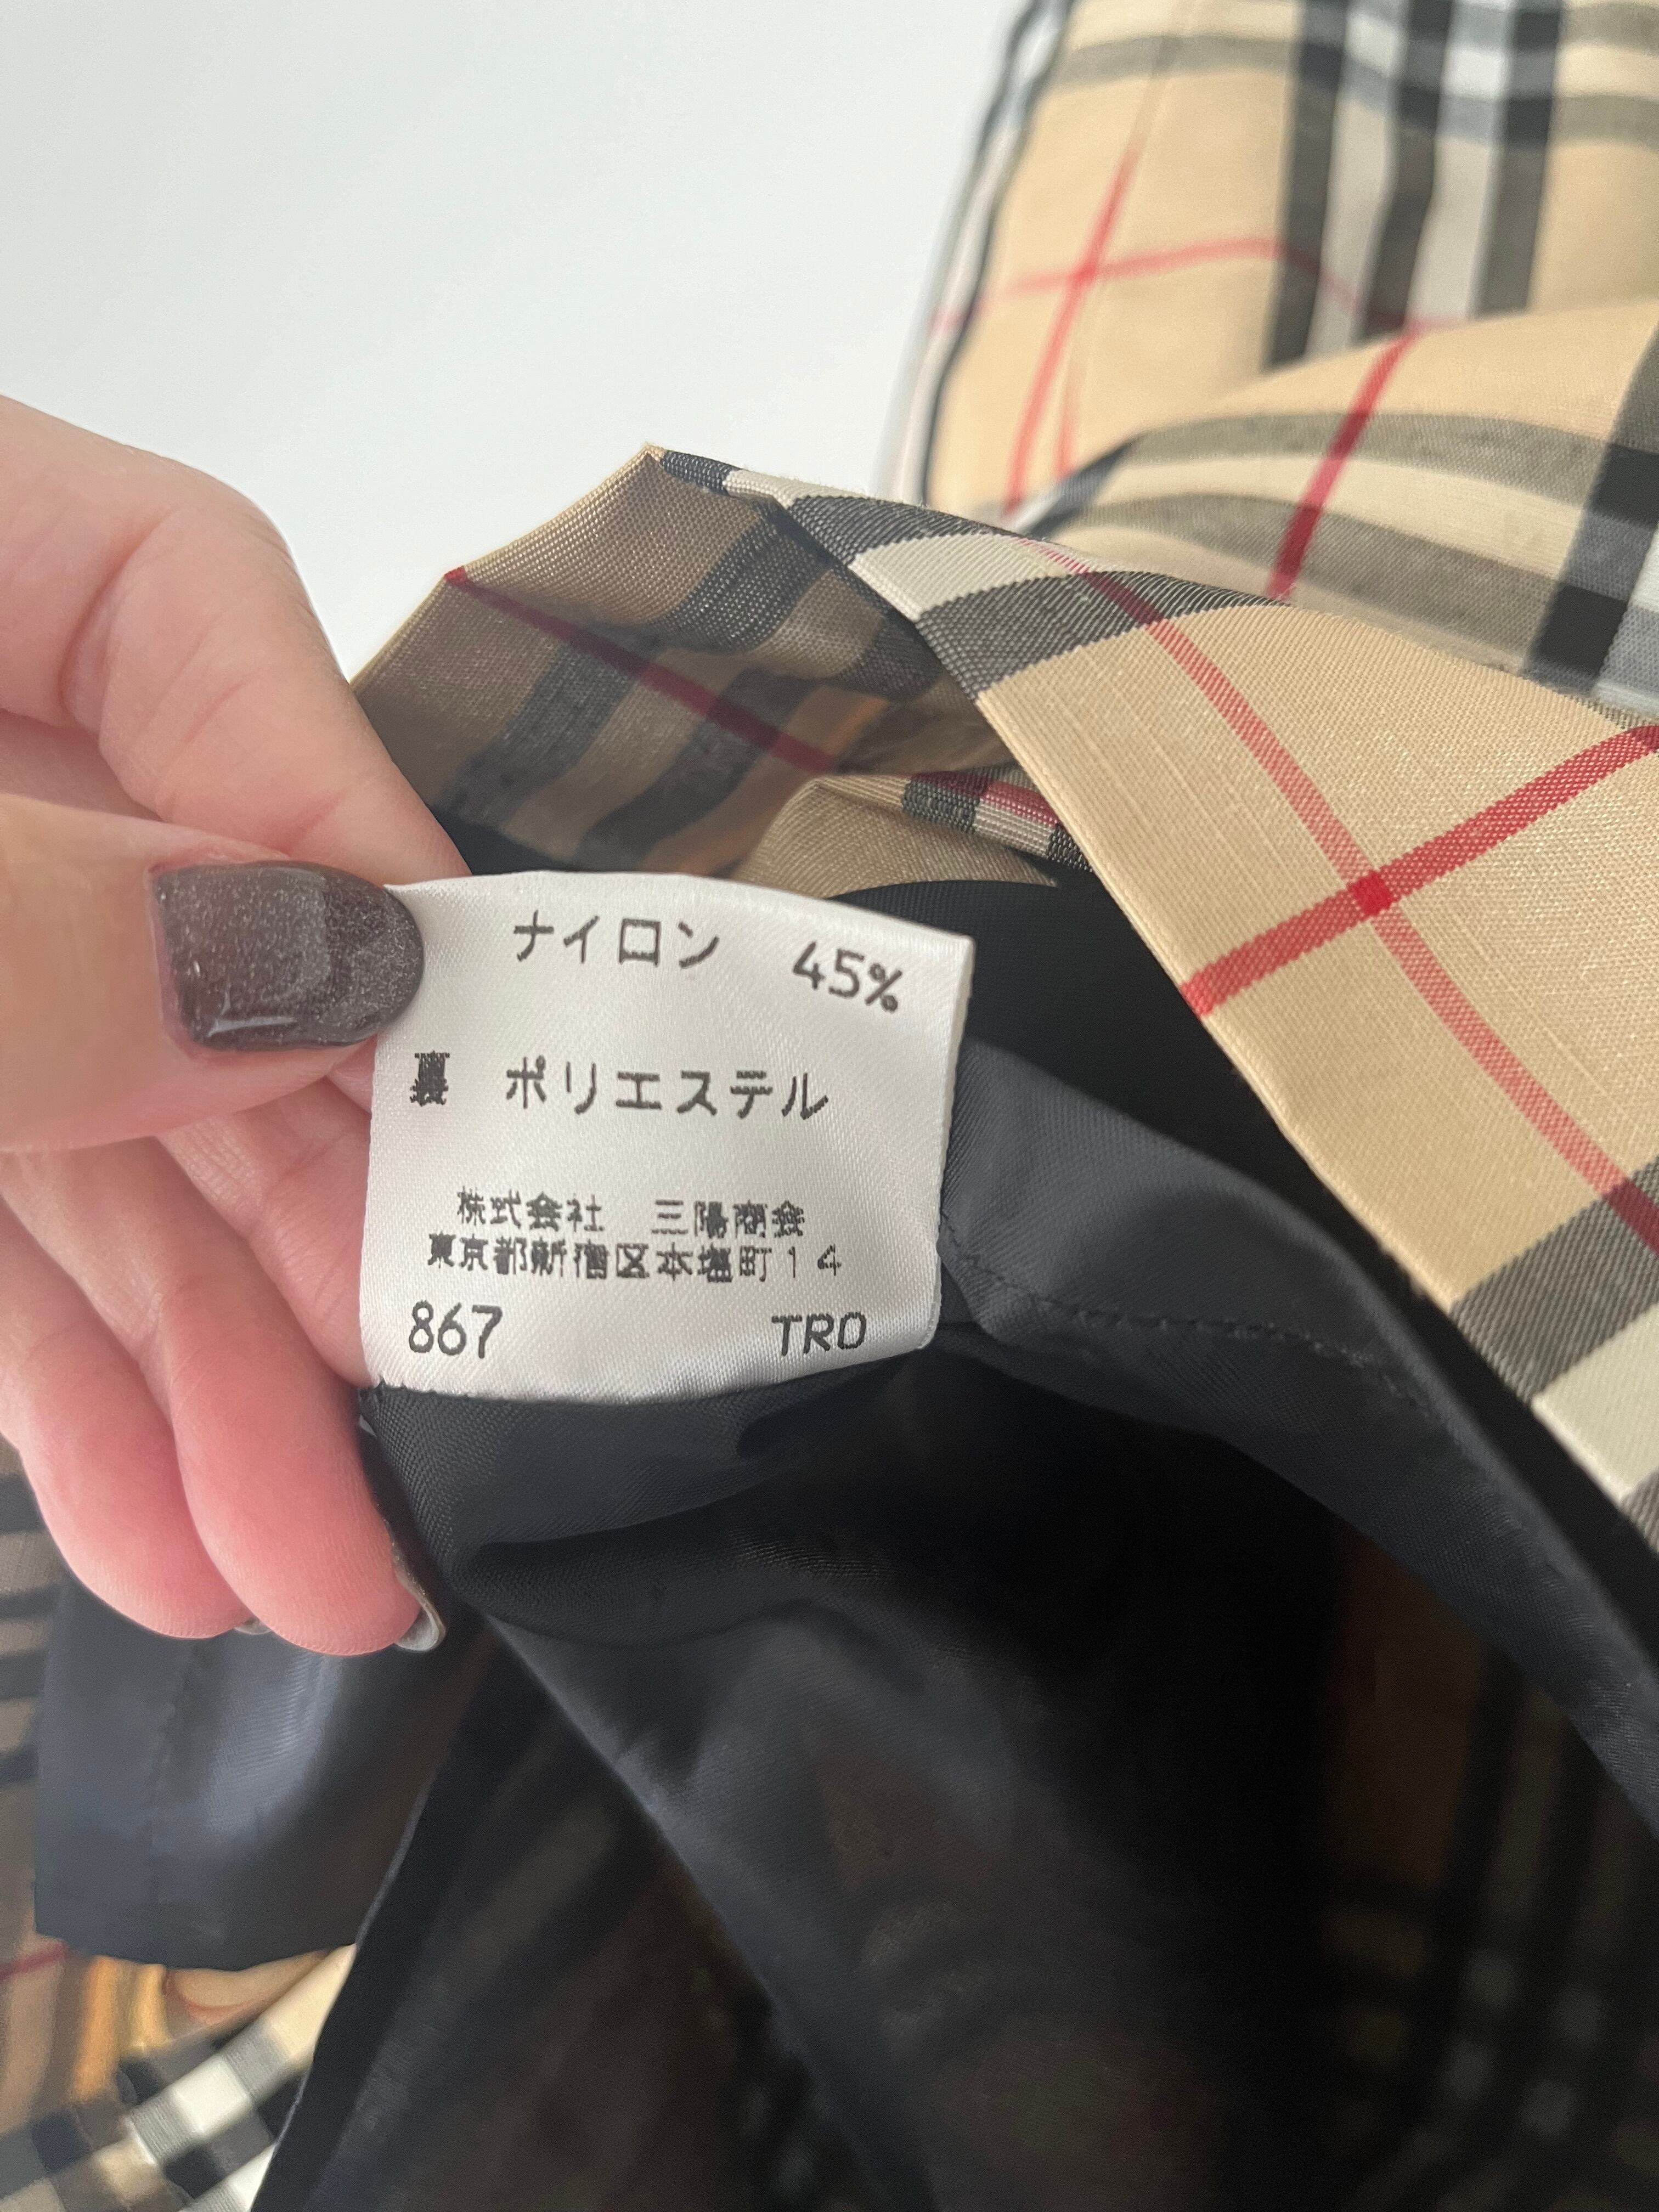 ナイロン 45%
裏 ポリエステル
株式会社 三陽商会
東京都新宿区本塩町14
867 TRO